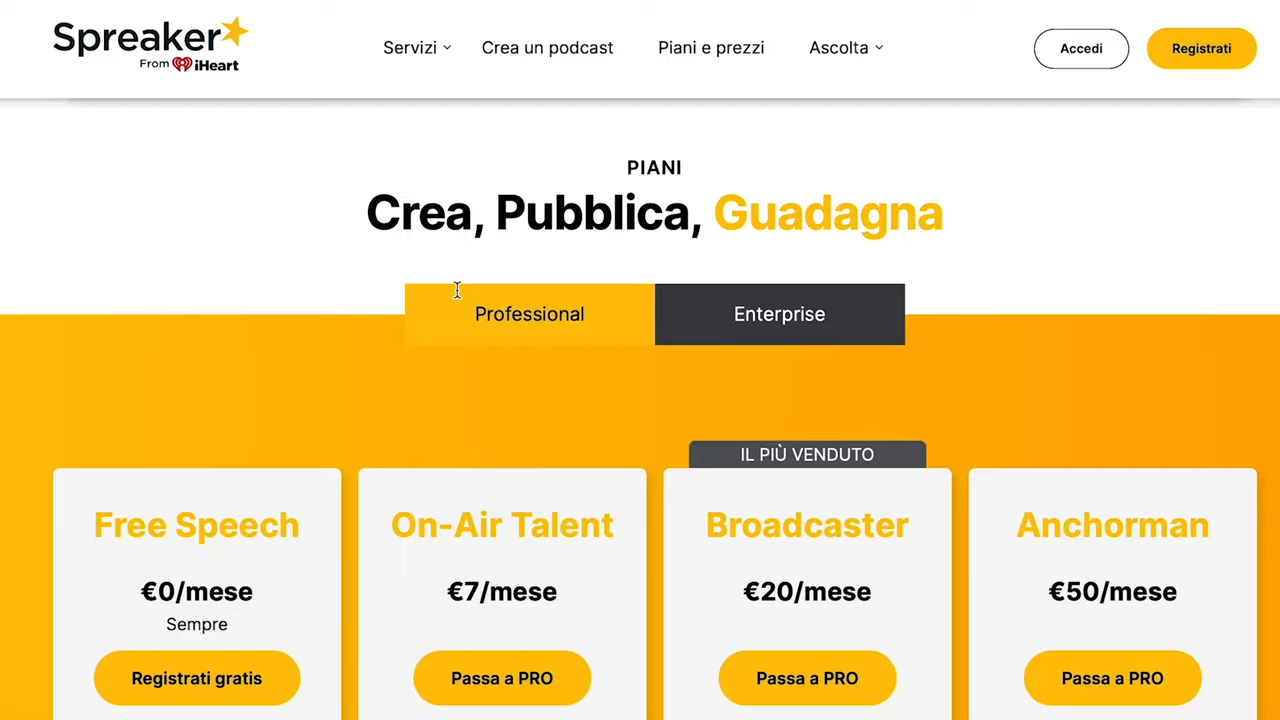 Spreaker
From iHeart
Servizi
Crea un podcast
Piani e prezzi
Ascolta
Accedi
Registrati
PIANI
Crea, Pubblica, Guadagna
Professional
Enterprise
IL PIÙ VENDUTO
Free Speech
On-Air Talent
Broadcaster
Anchorman
€0/mese
€7/mese
€20/mese
€50/mese
Sempre
Registrati gratis
Passa a PRO
Passa a PRO
Passa a PRO